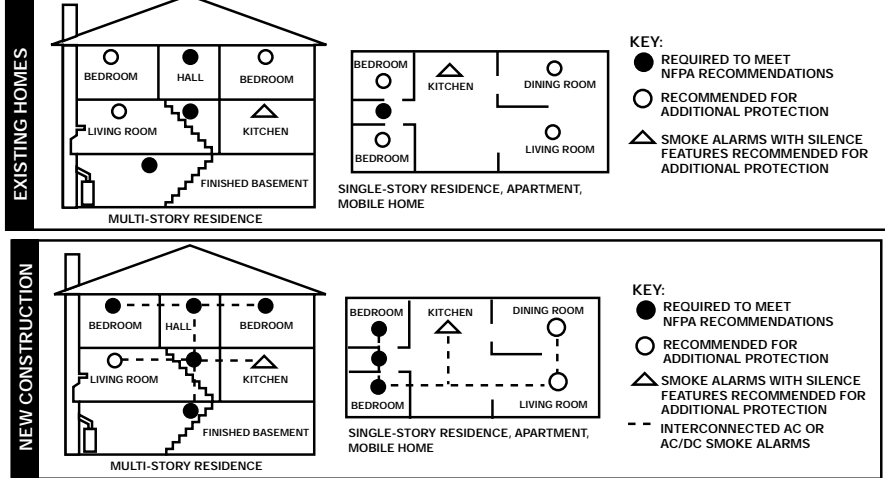 EXISTING HOMES
BEDROOM
HALL
BEDROOM
LIVING ROOM
KITCHEN
FINISHED BASEMENT
MULTI-STORY RESIDENCE
BEDROOM
KITCHEN
DINING ROOM
BEDROOM
LIVING ROOM
SINGLE-STORY RESIDENCE, APARTMENT,
MOBILE HOME
KEY:
REQUIRED TO MEET
NFPA RECOMMENDATIONS
RECOMMENDED FOR
ADDITIONAL PROTECTION
SMOKE ALARMS WITH SILENCE
FEATURES RECOMMENDED FOR
ADDITIONAL PROTECTION
NEW CONSTRUCTION
BEDROOM
HALL
BEDROOM
LIVING ROOM
KITCHEN
FINISHED BASEMENT
MULTI-STORY RESIDENCE
BEDROOM
KITCHEN
DINING ROOM
BEDROOM
LIVING ROOM
SINGLE-STORY RESIDENCE, APARTMENT,
MOBILE HOME
KEY:
REQUIRED TO MEET
NFPA RECOMMENDATIONS
RECOMMENDED FOR
ADDITIONAL PROTECTION
SMOKE ALARMS WITH SILENCE
FEATURES RECOMMENDED FOR
ADDITIONAL PROTECTION
INTERCONNECTED AC OR
AC/DC SMOKE ALARMS